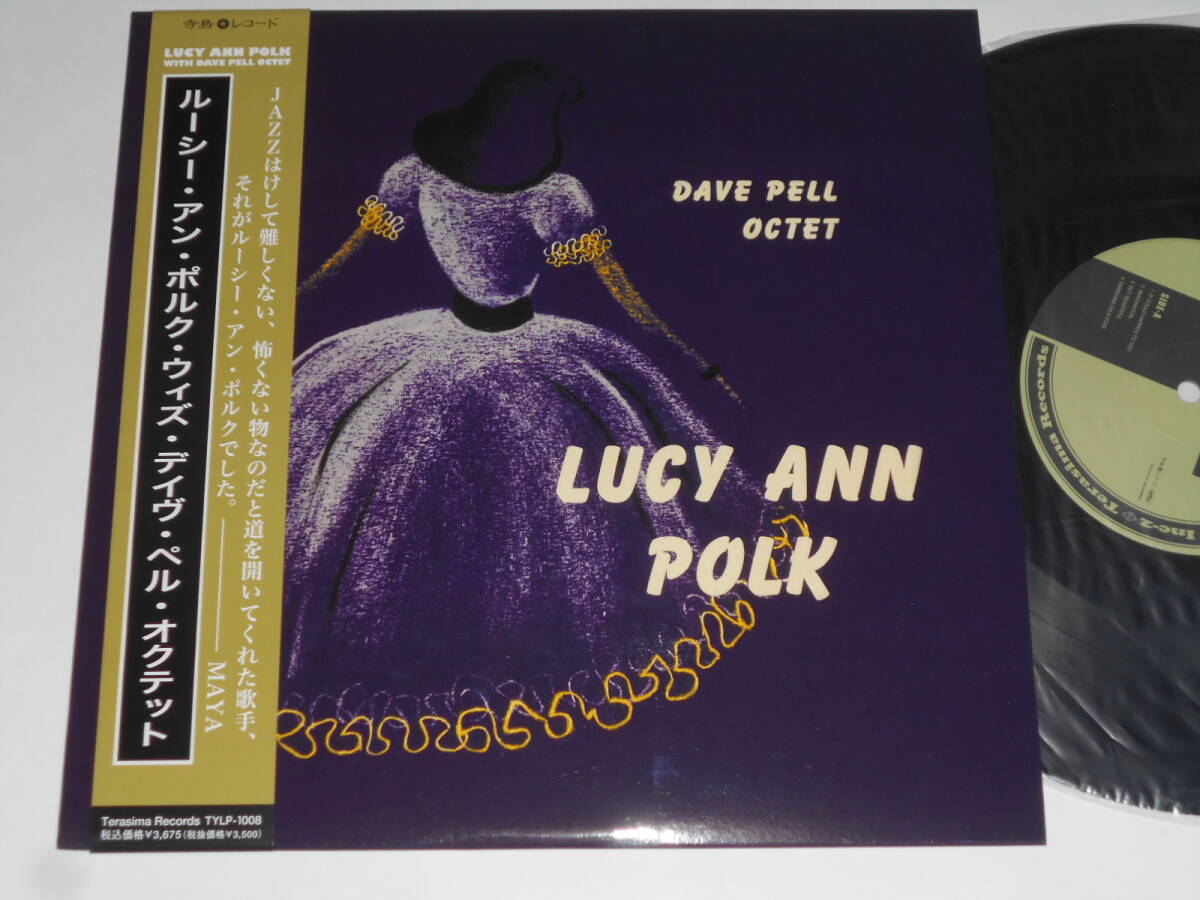 寺島レコード
LUCY ANN POLK
WITH DAVE PELL OCTET
ルーシー・アン・ポルク・ウィズ・デイヴ・ペル・オクテット
JAZZはけして難しくない、怖くない物なのだと道を開いてくれた歌手、
それがルーシー・アン・ポルクでした。――MAYA
Terasima Records TYLP-1008
税込価格¥3,675(税抜価格¥3,500)
DAVE PELL
OCTET
LUCY ANN
POLK
SIDE-A
Inc-2 Terasima Records